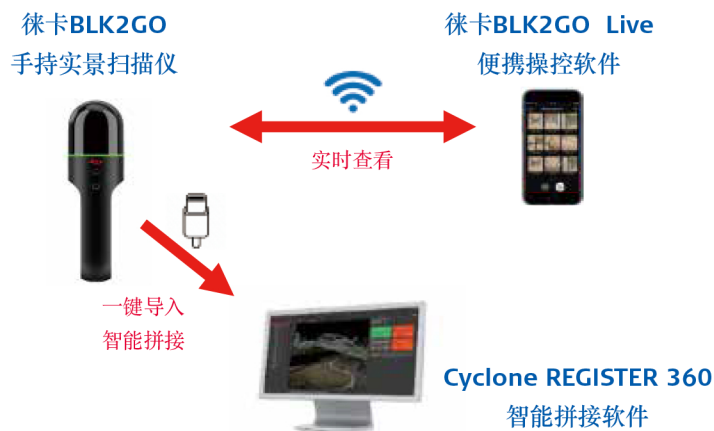 徕卡BLK2GO
手持实景扫描仪
徕卡BLK2GO Live
便携操控软件
实时查看
一键导入
智能拼接
Cyclone REGISTER 360
智能拼接软件